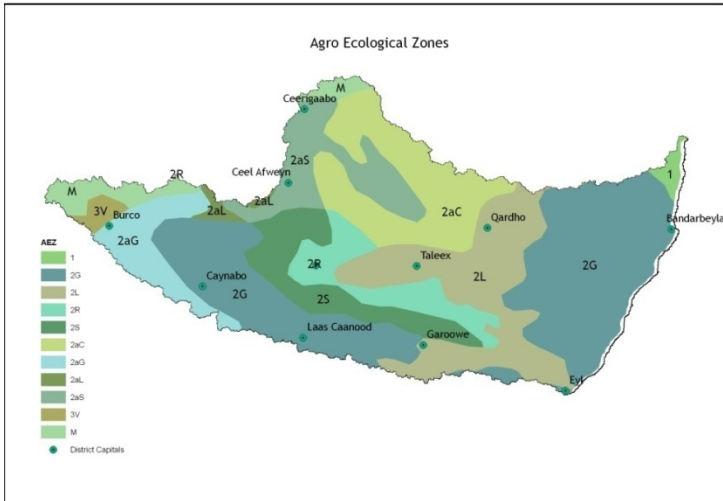 Agro Ecological Zones
M
Ceerigaabo
2aS
2R
Ceel Afweyn
M
2aL
2aL
1
3V
Burco
2aC
Qardho
Bandarbeyla
2aG
AEZ
1
2G
2L
2R
2S
2aC
2aG
2aL
2aS
3V
M
District Capitals
2R
Taleex
2L
2G
Caynabo
2G
2S
Laas Caanood
Garoowe
Eyl